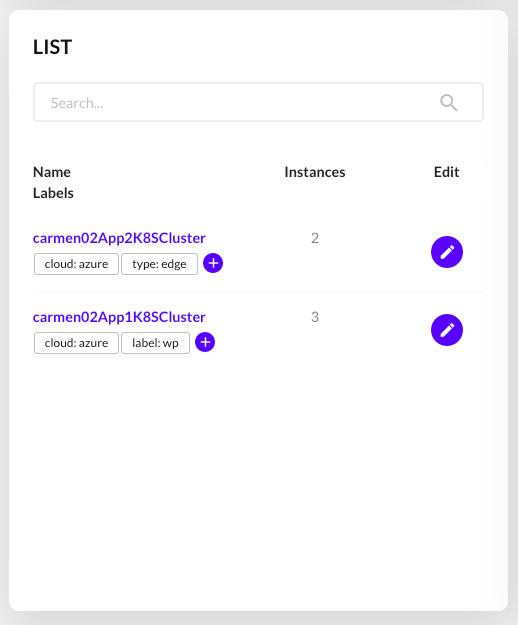 LIST
Search...
Name Instances Edit
Labels
carmen02App2K8SCluster 2
cloud: azure type: edge
carmen02App1K8SCluster 3
cloud: azure label: wp